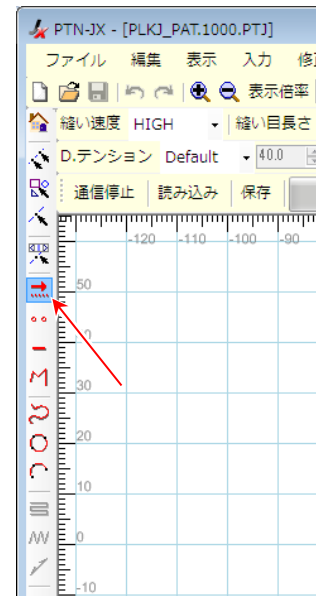 PTN-JX - [PLKJ_PAT.1000.PTJ]
ファイル 編集 表示 入力
表示倍率
縫い速度 HIGH 縫い目長さ
D.テンション Default 40.0
通信停止 読み込み 保存
-120 -110 -100 -90
50
30
20
10
0
-10